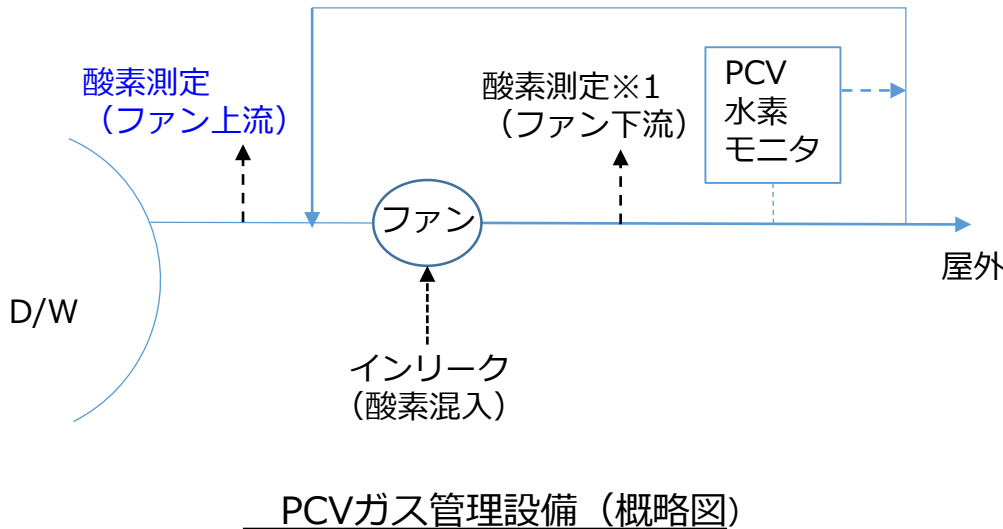 酸素測定
（ファン上流）
酸素測定※1
（ファン下流）
PCV
水素
モニタ
ファン
屋外
D/W
インリーク
（酸素混入）
PCVガス管理設備（概略図)